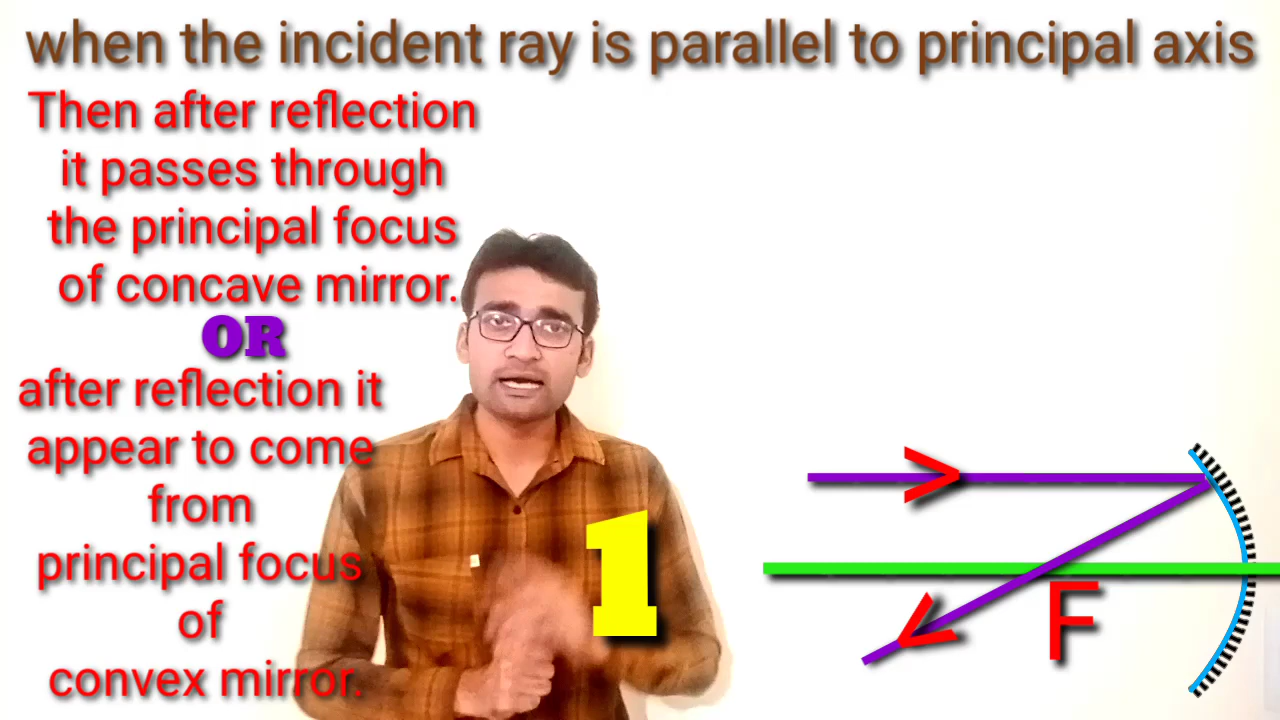 when the incident ray is parallel to principal axis
Then after reflection
it passes through
the principal focus
of concave mirror.
OR
after reflection it
appear to come
from
principal focus
of
convex mirror.
1
F